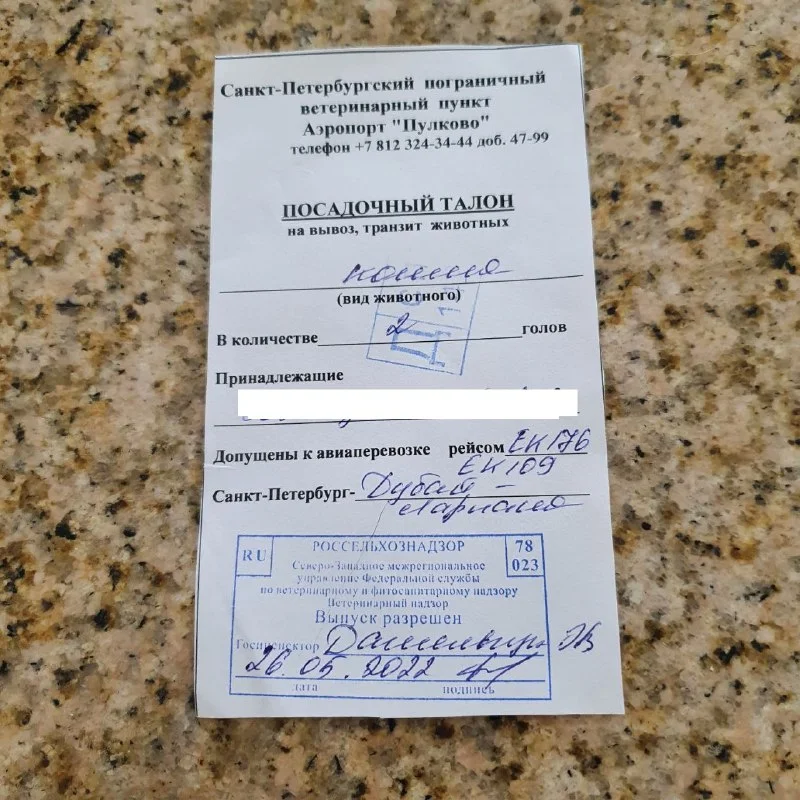 Санкт-Петербургский пограничный
ветеринарный пункт
Аэропорт "Пулково"
телефон +7 812 324-34-44 доб. 47-99
ПОСАДОЧНЫЙ ТАЛОН
на вывоз, транзит животных
кошка
(вид животного)
В количестве 2 голов
Принадлежащие
Допущены к авиаперевозке рейсом EK176
EK109
Санкт-Петербург- Дубай -
Ларнака
RU
РОССЕЛЬХОЗНАДЗОР
78
023
Северо-Западное межрегиональное
управление Федеральной службы
по ветеринарному и фитосанитарному надзору
Ветеринарный надзор
Выпуск разрешен
Госинспектор
26.05.2022
дата подпись